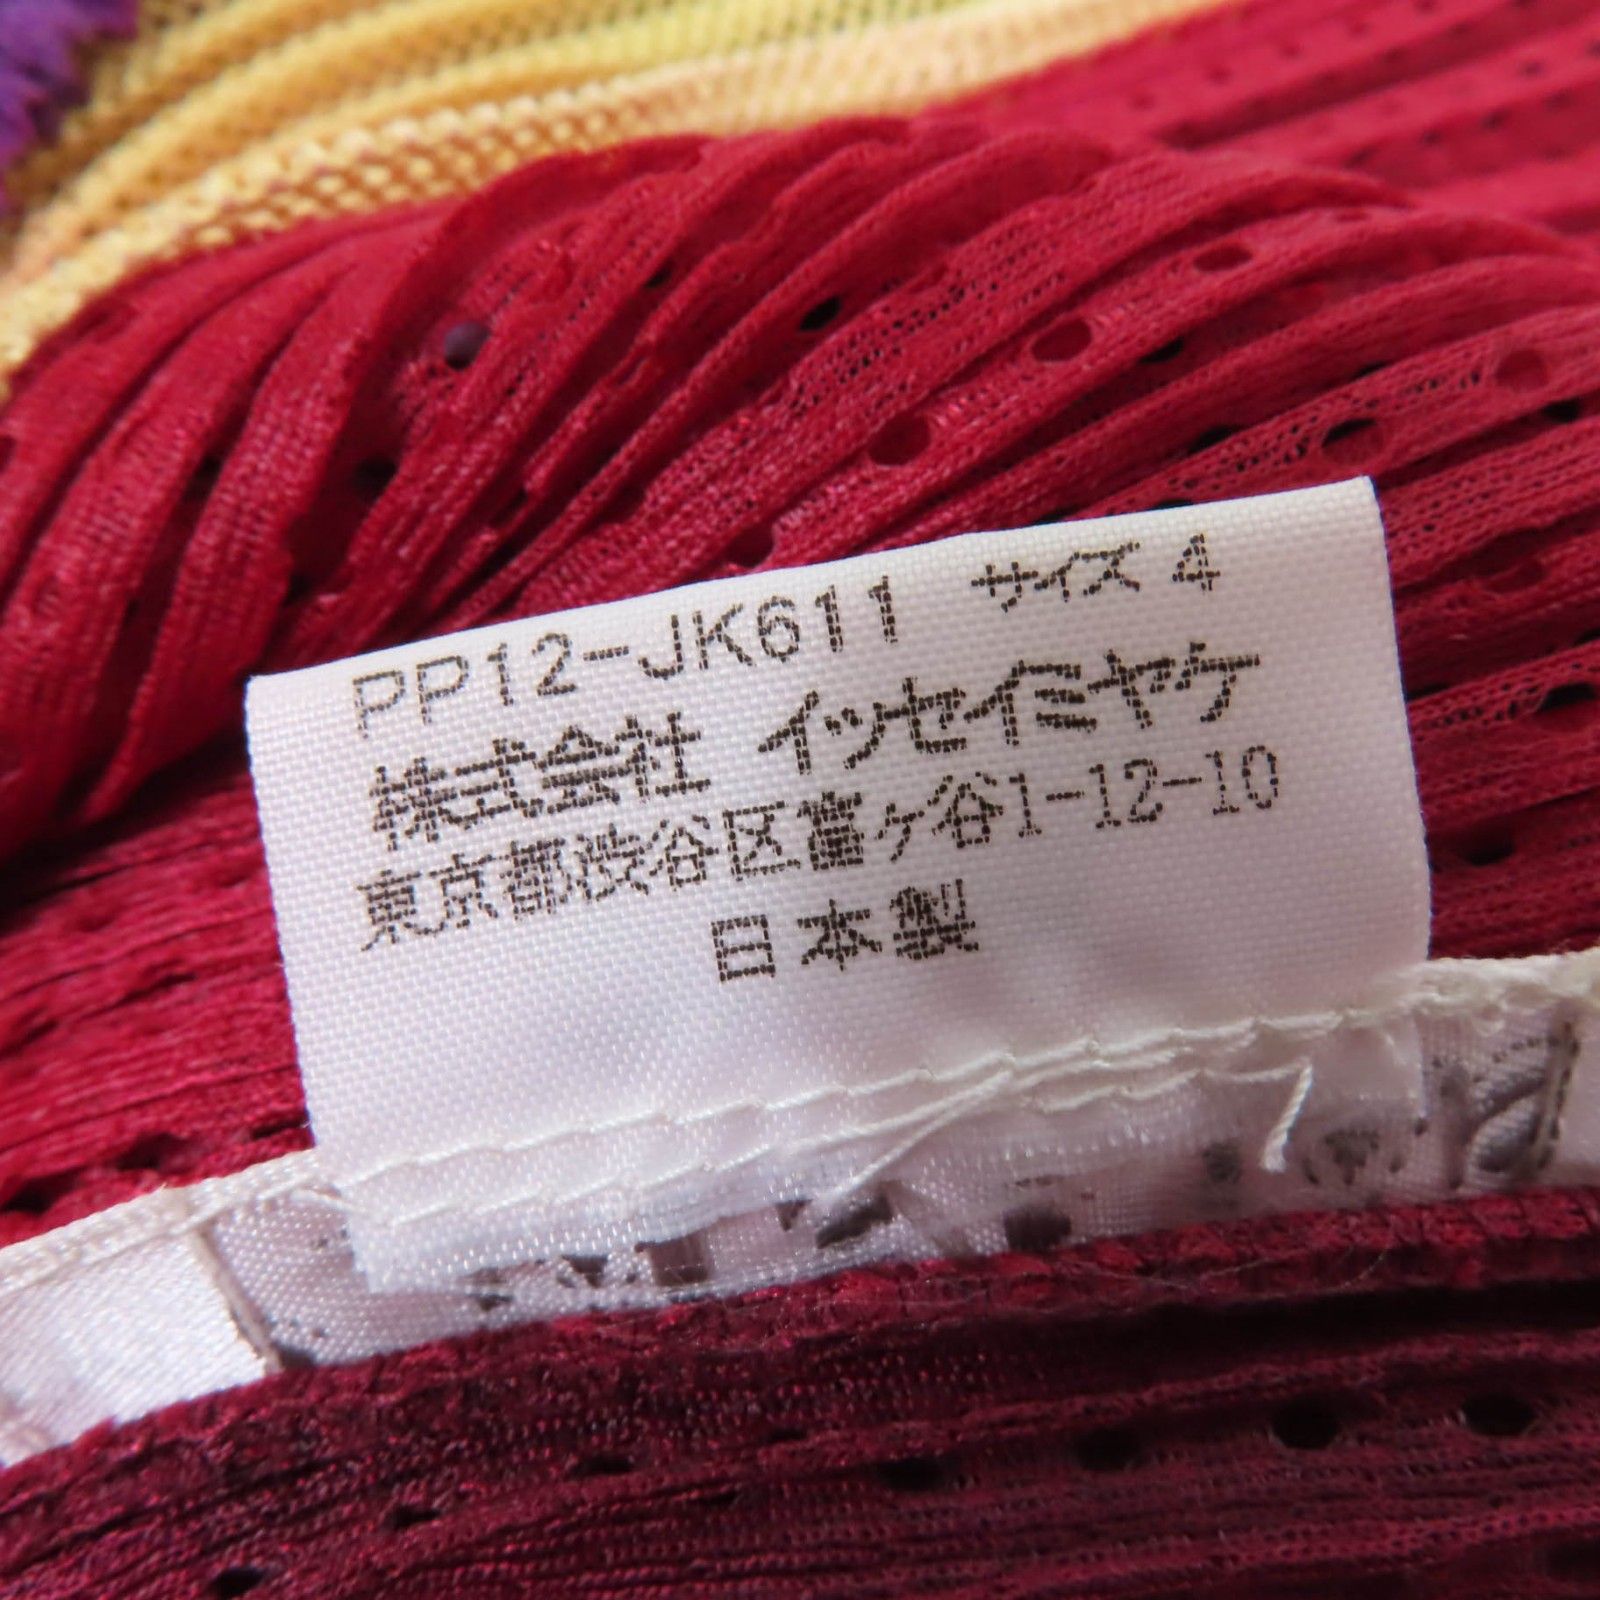 PP12-JK611 サイズ 4
株式会社 イッセイミヤケ
東京都渋谷区富ヶ谷1-12-10
日本製